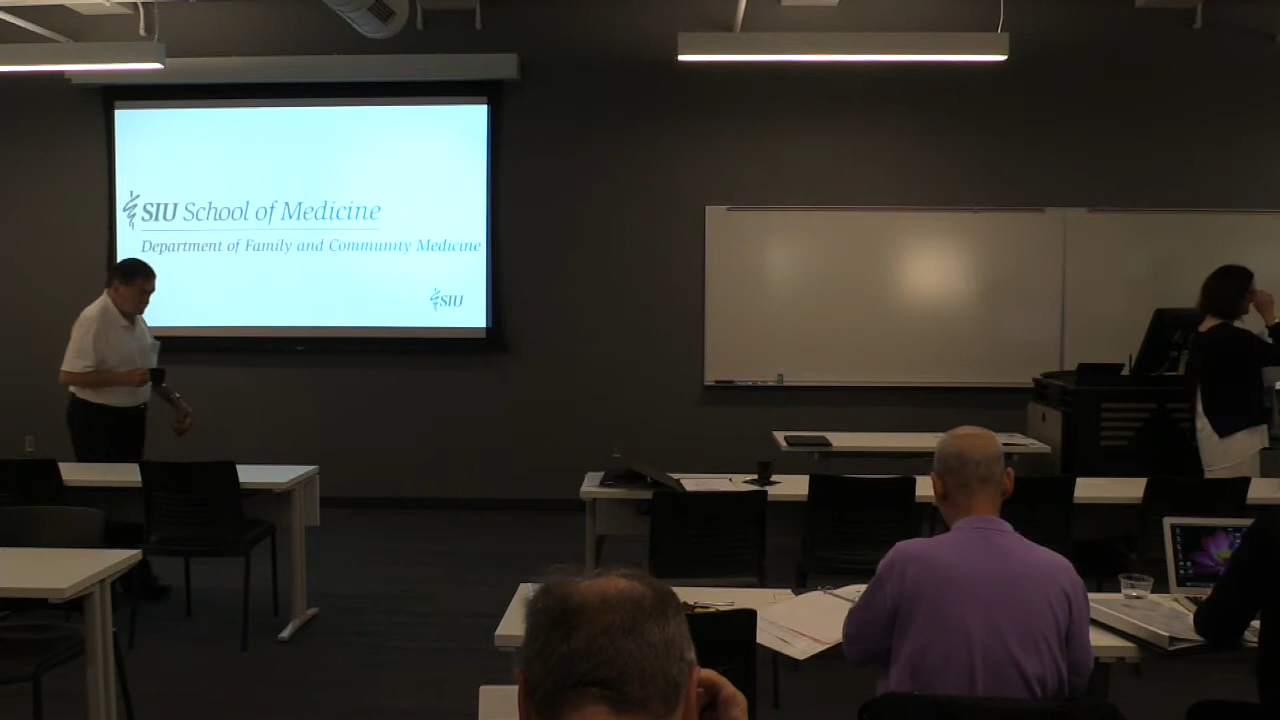 SIU School of Medicine
Department of Family and Community Medicine
SIU